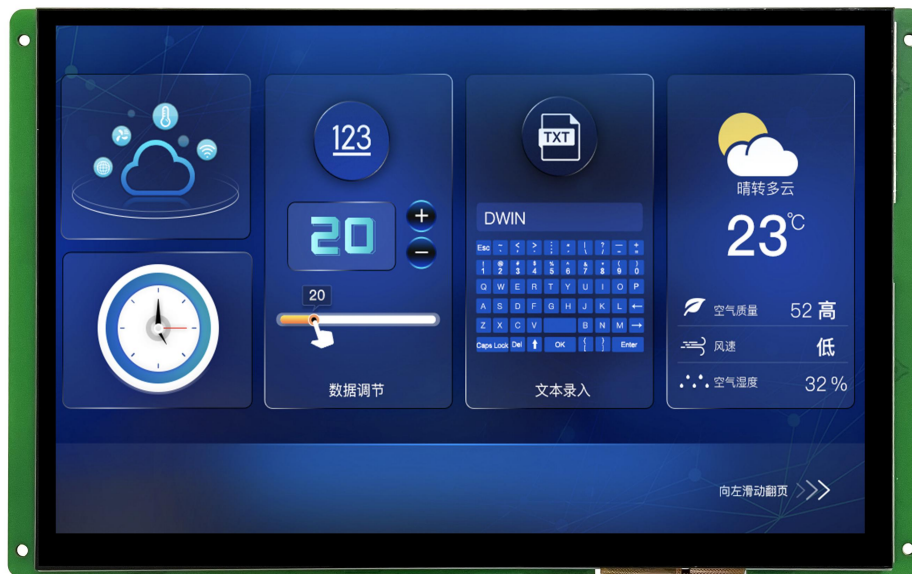 123
20
+
−
20
数据调节
TXT
DWIN
Q W E R T Y U I O P
A S D F G H J K L ←
Z X C V B N M →
Caps Lock Del OK { } Enter
文本录入
晴转多云
23℃
空气质量 52 高
风速 低
空气湿度 32 %
向左滑动翻页